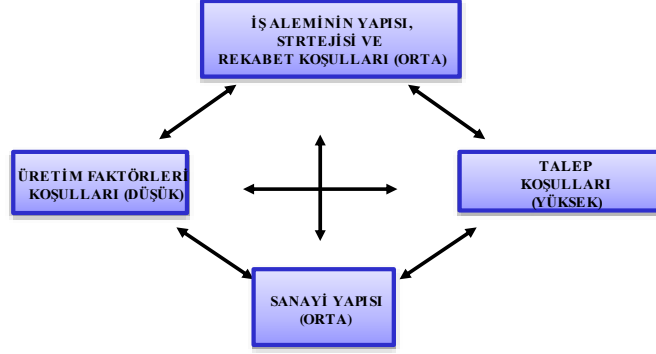 İŞ ALEMİNİN YAPISI,
STRTEJİSİ VE
REKABET KOŞULLARI (ORTA)
ÜRETİM FAKTÖRLERİ
KOŞULLARI (DÜŞÜK)
TALEP
KOŞULLARI
(YÜKSEK)
SANAYİ YAPISI
(ORTA)